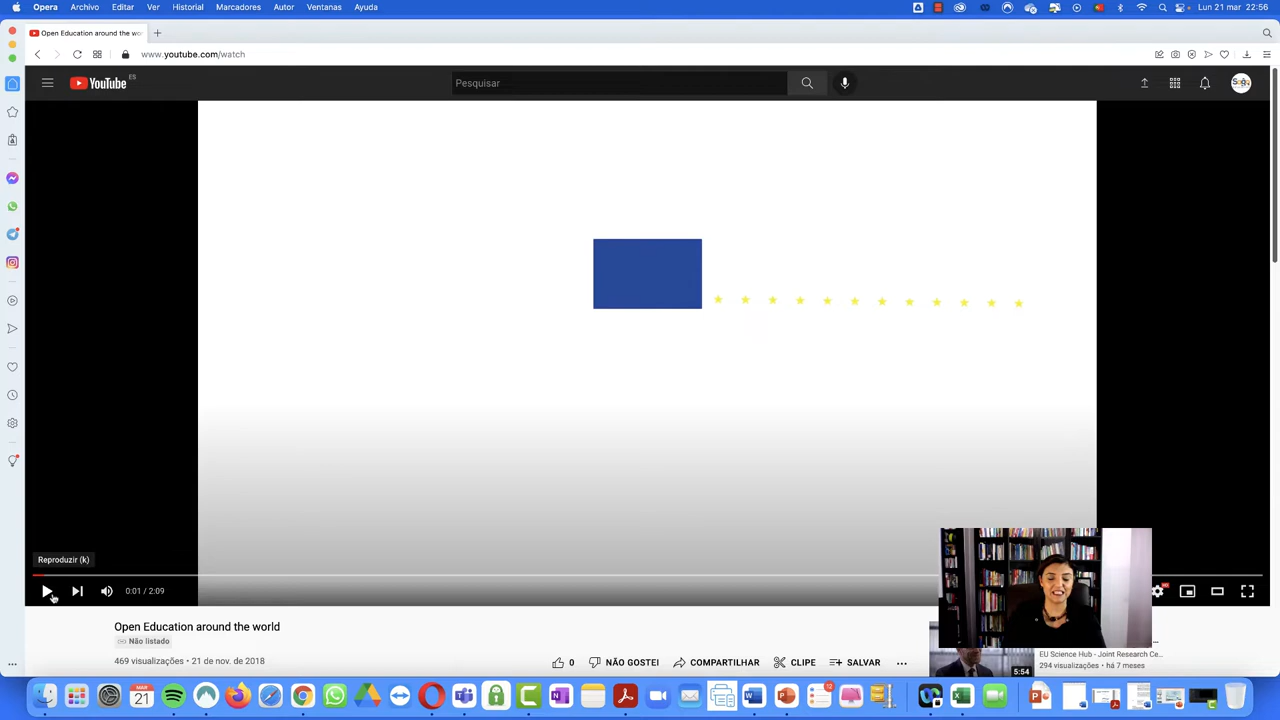 Opera Archivo Editar Ver Historial Marcadores Autor Ventanas Ayuda Lun 21 mar 22:56
Open Education around the wo
www.youtube.com/watch
YouTube ES
Pesquisar
Reproduzir (k)
0:01 / 2:09
Open Education around the world
Não listado
469 visualizações • 21 de nov. de 2018
0 NÃO GOSTEI COMPARTILHAR CLIPE SALVAR
EU Science Hub - Joint Research Ce...
294 visualizações • há 7 meses
5:54
MAR
21
12